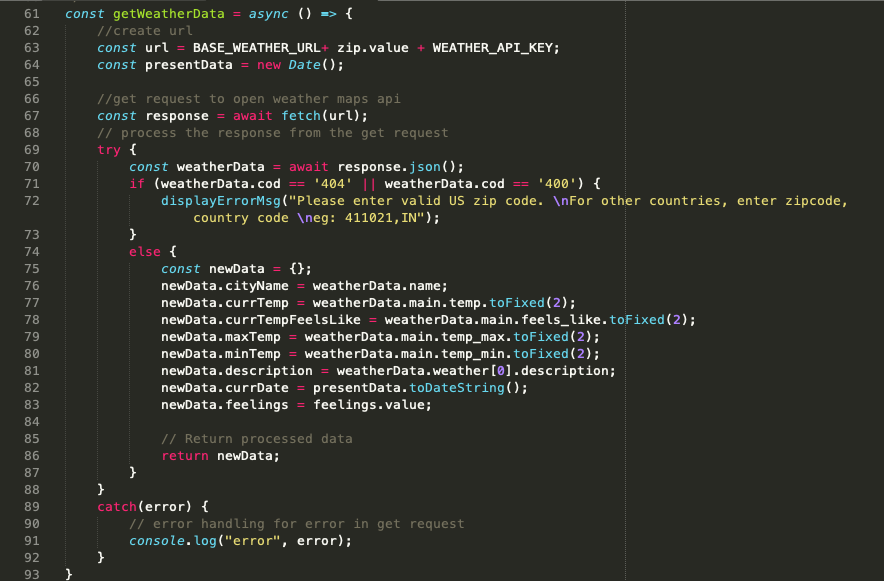 61 const getWeatherData = async () => {
62     //create url
63     const url = BASE_WEATHER_URL+ zip.value + WEATHER_API_KEY;
64     const presentData = new Date();
65
66     //get request to open weather maps api
67     const response = await fetch(url);
68     // process the response from the get request
69     try {
70         const weatherData = await response.json();
71         if (weatherData.cod == '404' || weatherData.cod == '400') {
72             displayErrorMsg("Please enter valid US zip code. \nFor other countries, enter zipcode,
                country code \neg: 411021,IN");
73         }
74         else {
75             const newData = {};
76             newData.cityName = weatherData.name;
77             newData.currTemp = weatherData.main.temp.toFixed(2);
78             newData.currTempFeelsLike = weatherData.main.feels_like.toFixed(2);
79             newData.maxTemp = weatherData.main.temp_max.toFixed(2);
80             newData.minTemp = weatherData.main.temp_min.toFixed(2);
81             newData.description = weatherData.weather[0].description;
82             newData.currDate = presentData.toDateString();
83             newData.feelings = feelings.value;
84
85             // Return processed data
86             return newData;
87         }
88     }
89     catch(error) {
90         // error handling for error in get request
91         console.log("error", error);
92     }
93 }